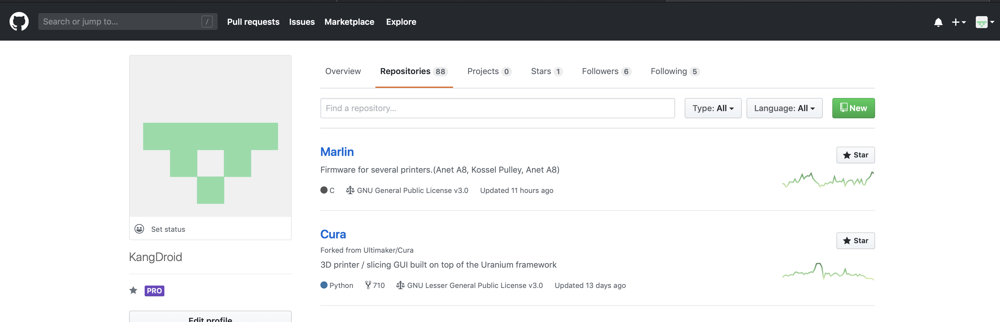 Search or jump to... / Pull requests Issues Marketplace Explore
Overview Repositories 88 Projects 0 Stars 1 Followers 6 Following 5
Find a repository... Type: All Language: All New
Marlin
Star
Firmware for several printers.(Anet A8, Kossel Pulley, Anet A8)
C GNU General Public License v3.0 Updated 11 hours ago
Cura
Star
Forked from Ultimaker/Cura
3D printer / slicing GUI built on top of the Uranium framework
Python 710 GNU Lesser General Public License v3.0 Updated 13 days ago
Set status
KangDroid
PRO
Edit profile